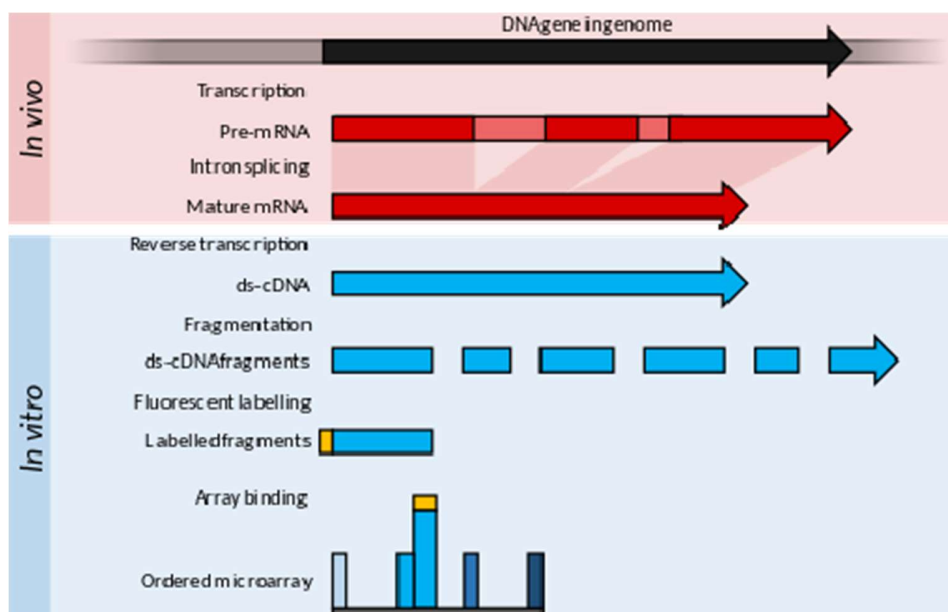 DNA gene in genome
In vivo
Transcription
Pre-mRNA
Intron splicing
Mature mRNA
In vitro
Reverse transcription
ds-cDNA
Fragmentation
ds-cDNA fragments
Fluorescent labelling
Labelled fragments
Array binding
Ordered microarray